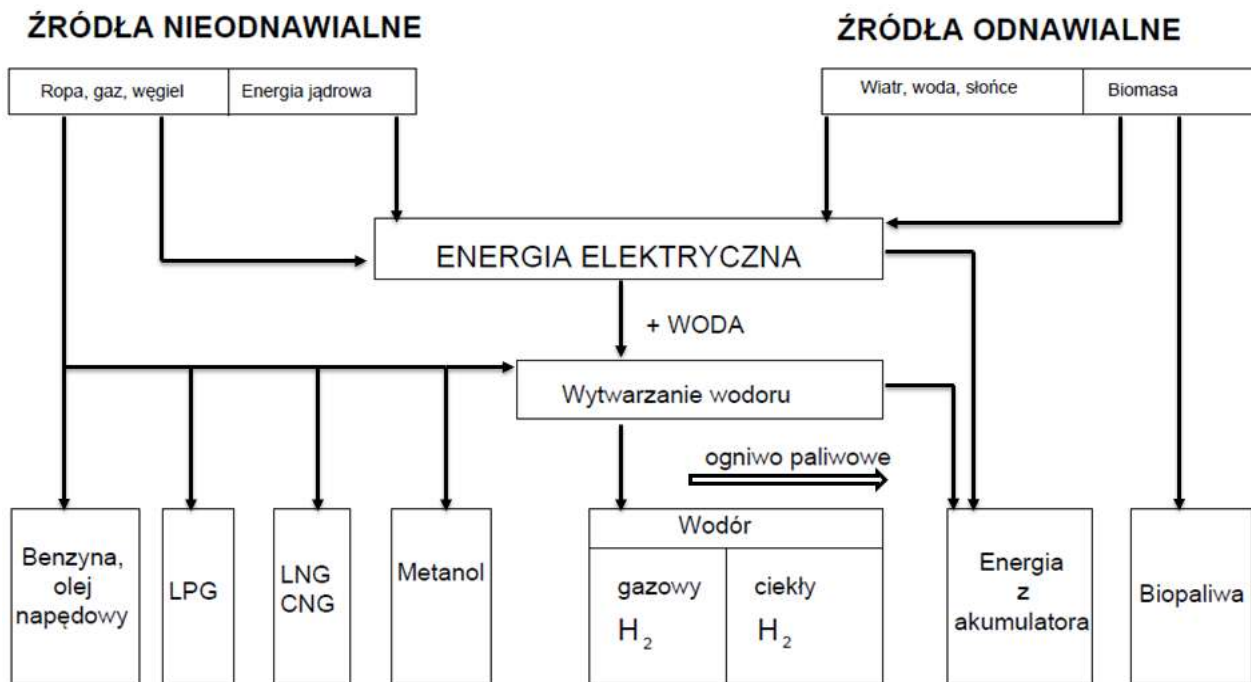 ŹRÓDŁA NIEODNAWIALNE
ŹRÓDŁA ODNAWIALNE
Ropa, gaz, węgiel
Energia jądrowa
Wiatr, woda, słońce
Biomasa
ENERGIA ELEKTRYCZNA
+ WODA
Wytwarzanie wodoru
ogniwo paliwowe
Benzyna,
olej
napędowy
LPG
LNG
CNG
Metanol
Wodór
gazowy
H₂
ciekły
H₂
Energia
z
akumulatora
Biopaliwa